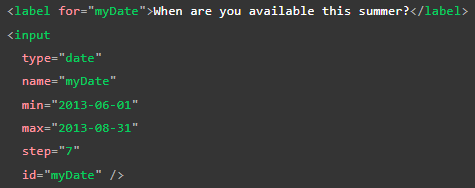 <label for="myDate">When are you available this summer?</label>
<input
type="date"
name="myDate"
min="2013-06-01"
max="2013-08-31"
step="7"
id="myDate" />